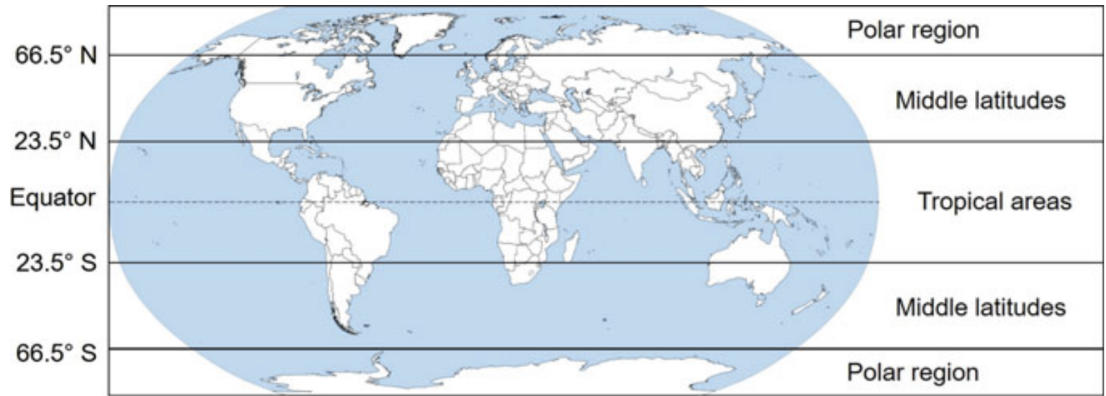 Polar region
66.5° N
Middle latitudes
23.5° N
Equator
Tropical areas
23.5° S
Middle latitudes
66.5° S
Polar region